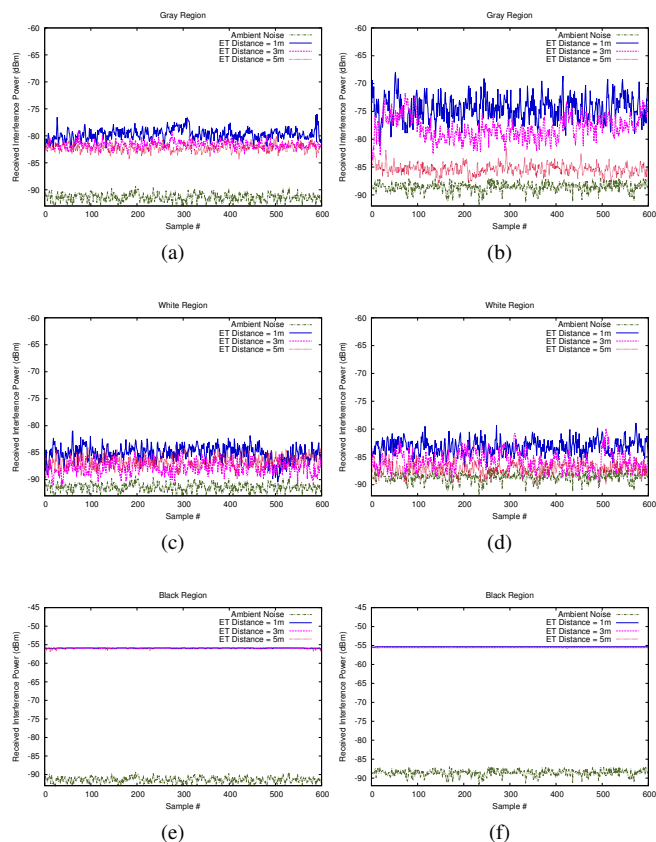 Gray Region
Received Interference Power (dBm)
-60
-65
-70
-75
-80
-85
-90
0 100 200 300 400 500 600
Sample #
Ambient Noise
ET Distance = 1m
ET Distance = 3m
ET Distance = 5m
(a)
Gray Region
Received Interference Power (dBm)
-60
-65
-70
-75
-80
-85
-90
0 100 200 300 400 500 600
Sample #
Ambient Noise
ET Distance = 1m
ET Distance = 3m
ET Distance = 5m
(b)
White Region
Received Interference Power (dBm)
-60
-65
-70
-75
-80
-85
-90
0 100 200 300 400 500 600
Sample #
Ambient Noise
ET Distance = 1m
ET Distance = 3m
ET Distance = 5m
(c)
White Region
Received Interference Power (dBm)
-60
-65
-70
-75
-80
-85
-90
0 100 200 300 400 500 600
Sample #
Ambient Noise
ET Distance = 1m
ET Distance = 3m
ET Distance = 5m
(d)
Black Region
Received Interference Power (dBm)
-45
-50
-55
-60
-65
-70
-75
-80
-85
-90
0 100 200 300 400 500 600
Sample #
Ambient Noise
ET Distance = 1m
ET Distance = 3m
ET Distance = 5m
(e)
Black Region
Received Interference Power (dBm)
-45
-50
-55
-60
-65
-70
-75
-80
-85
-90
0 100 200 300 400 500 600
Sample #
Ambient Noise
ET Distance = 1m
ET Distance = 3m
ET Distance = 5m
(f)